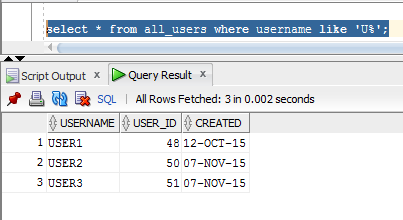 select * from all_users where username like 'U%';
Script Output x Query Result x
SQL | All Rows Fetched: 3 in 0.002 seconds
USERNAME USER_ID CREATED
1 USER1 48 12-OCT-15
2 USER2 50 07-NOV-15
3 USER3 51 07-NOV-15